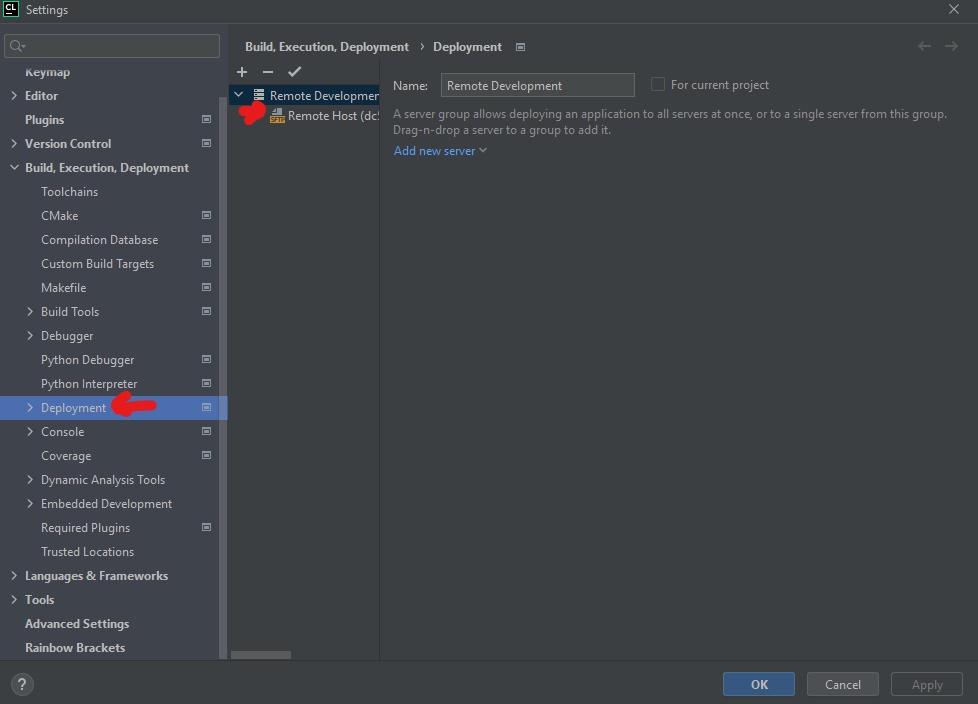 CL Settings
Build, Execution, Deployment › Deployment
Keymap
Editor
Plugins
Version Control
Build, Execution, Deployment
Toolchains
CMake
Compilation Database
Custom Build Targets
Makefile
Build Tools
Debugger
Python Debugger
Python Interpreter
Deployment
Console
Coverage
Dynamic Analysis Tools
Embedded Development
Required Plugins
Trusted Locations
Languages & Frameworks
Tools
Advanced Settings
Rainbow Brackets
Remote Developmen
SFTP Remote Host (dc5
Name: Remote Development For current project
A server group allows deploying an application to all servers at once, or to a single server from this group.
Drag-n-drop a server to a group to add it.
Add new server
? OK Cancel Apply